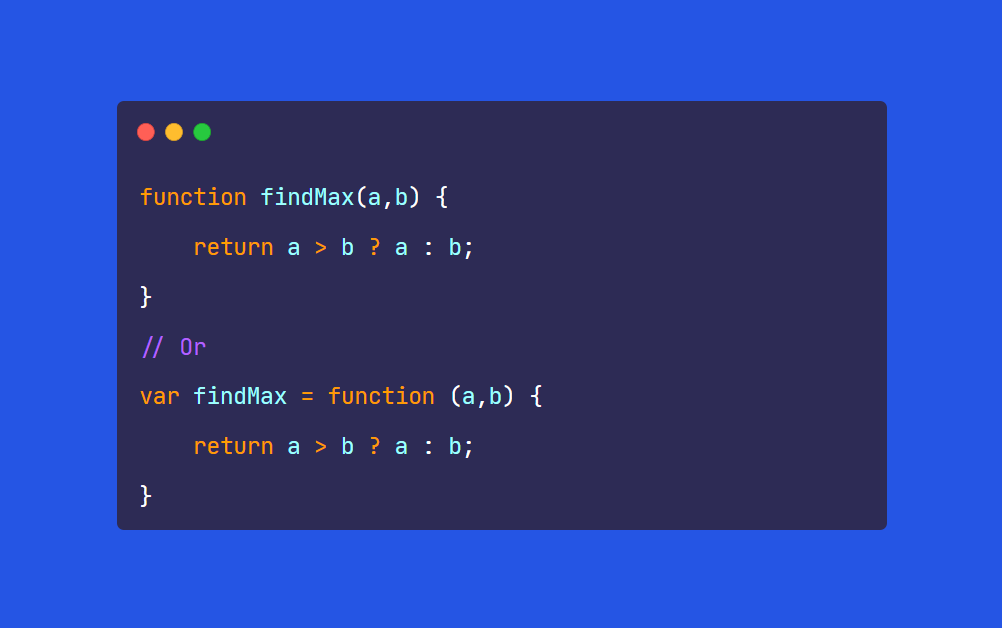 function findMax(a,b) {
    return a > b ? a : b;
}
// Or
var findMax = function (a,b) {
    return a > b ? a : b;
}